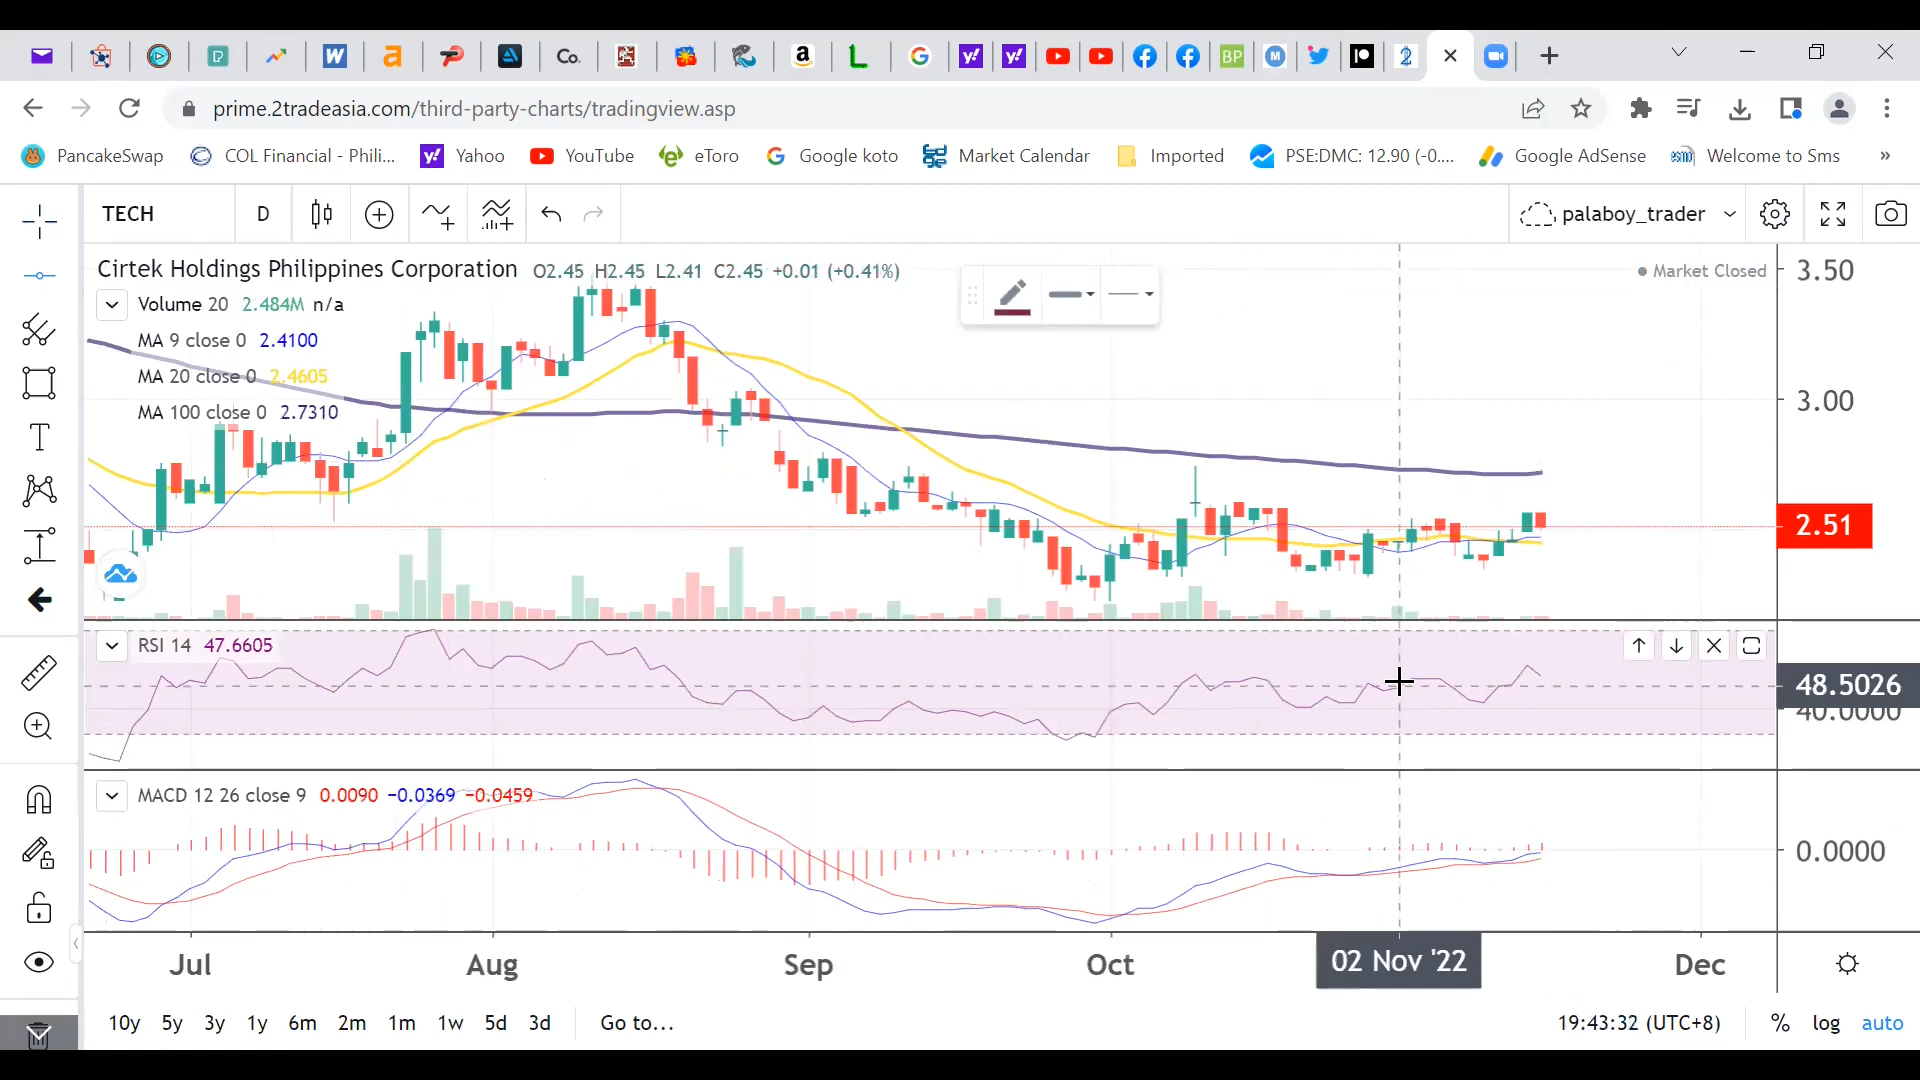 Co.
BP
prime.2tradeasia.com/third-party-charts/tradingview.asp
PancakeSwap COL Financial - Phili... Yahoo YouTube eToro Google koto Market Calendar Imported PSE:DMC: 12.90 (-0.... Google AdSense Welcome to Sms »
TECH D palaboy_trader
Cirtek Holdings Philippines Corporation O2.45 H2.45 L2.41 C2.45 +0.01 (+0.41%) Market Closed 3.50
Volume 20 2.484M n/a
MA 9 close 0 2.4100
MA 20 close 0 2.4605
MA 100 close 0 2.7310
3.00
2.51
RSI 14 47.6605
48.5026
40.0000
MACD 12 26 close 9 0.0090 −0.0369 −0.0459
0.0000
Jul Aug Sep Oct 02 Nov '22 Dec
10y 5y 3y 1y 6m 2m 1m 1w 5d 3d Go to... 19:43:32 (UTC+8) % log auto